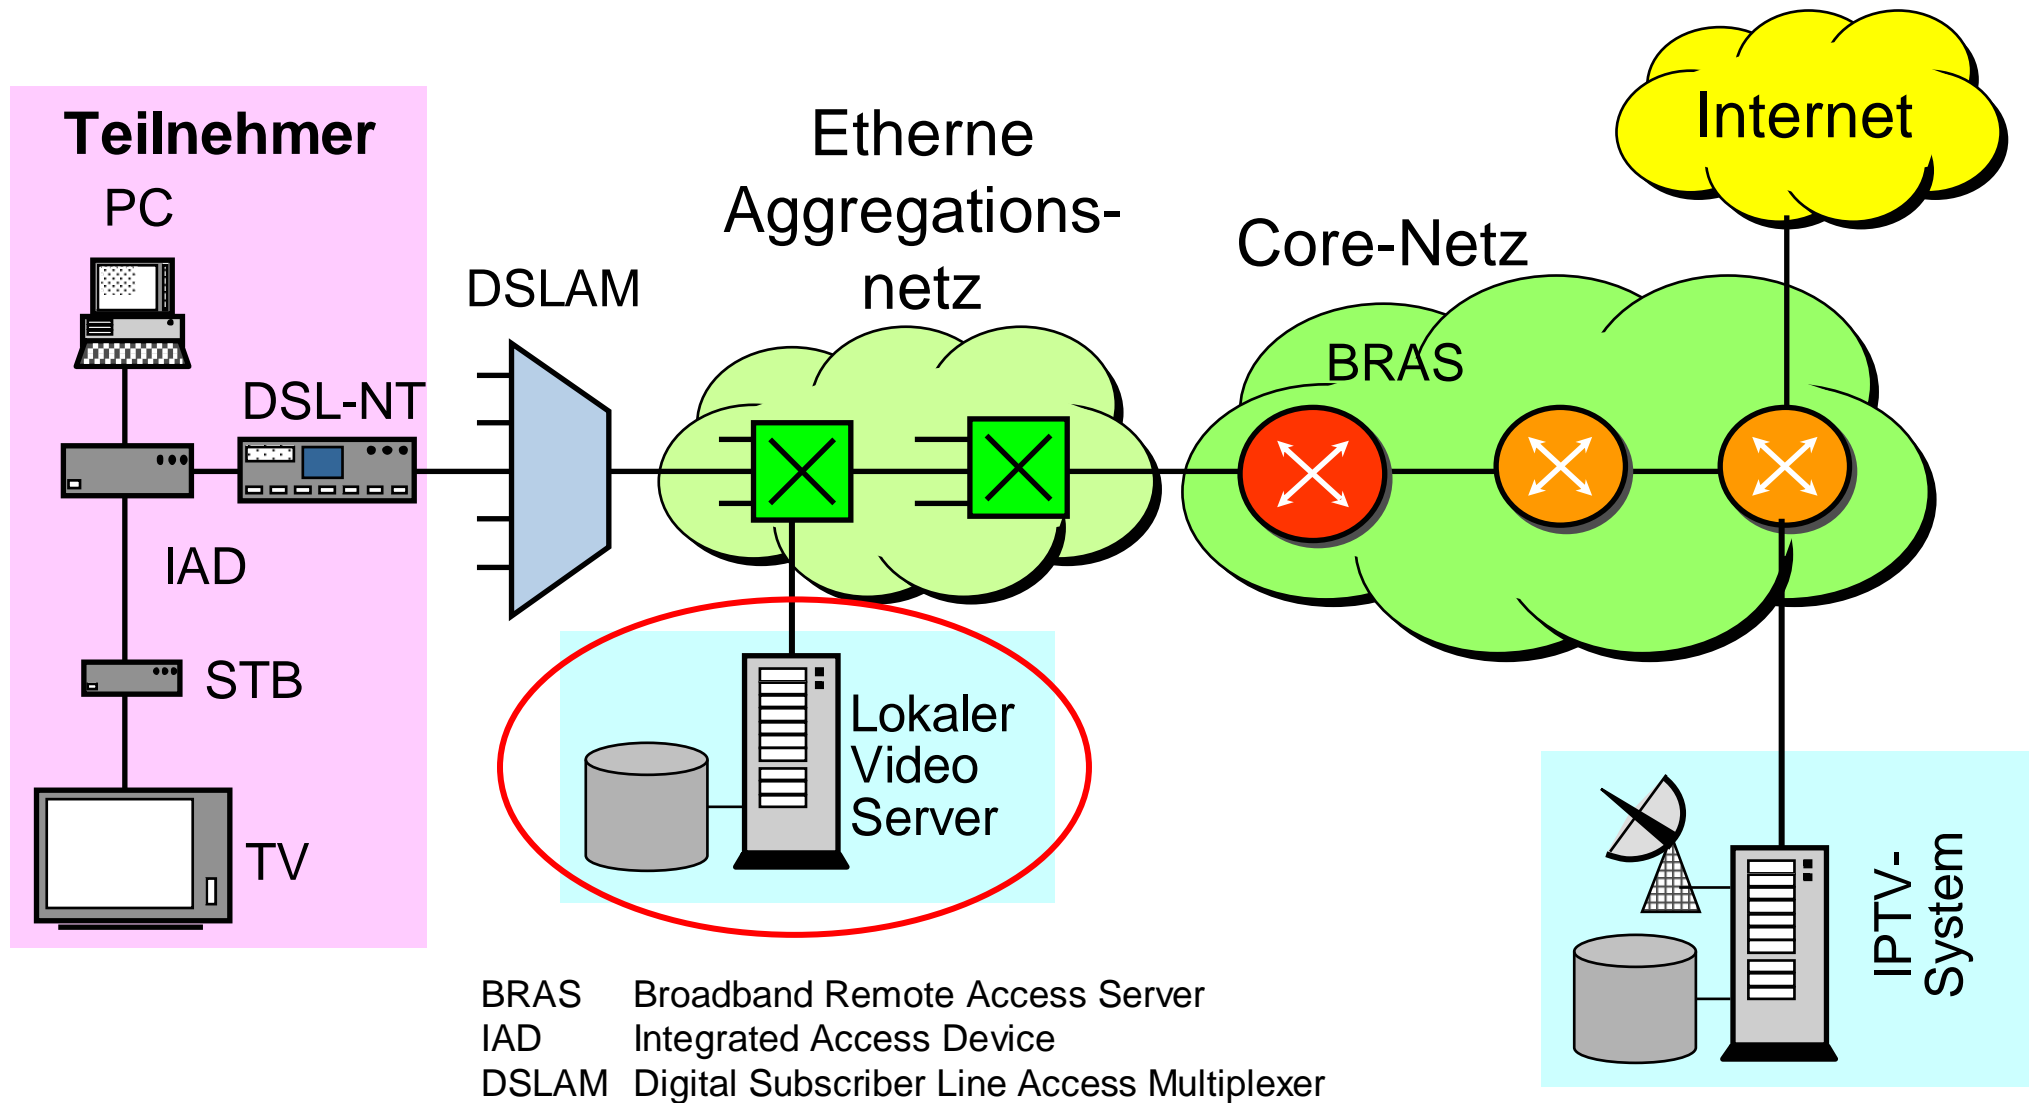 Teilnehmer
PC
DSL-NT
IAD
STB
TV
DSLAM
Etherne
Aggregations-
netz
Core-Netz
BRAS
Internet
Lokaler
Video
Server
IPTV-
System
BRAS Broadband Remote Access Server
IAD Integrated Access Device
DSLAM Digital Subscriber Line Access Multiplexer